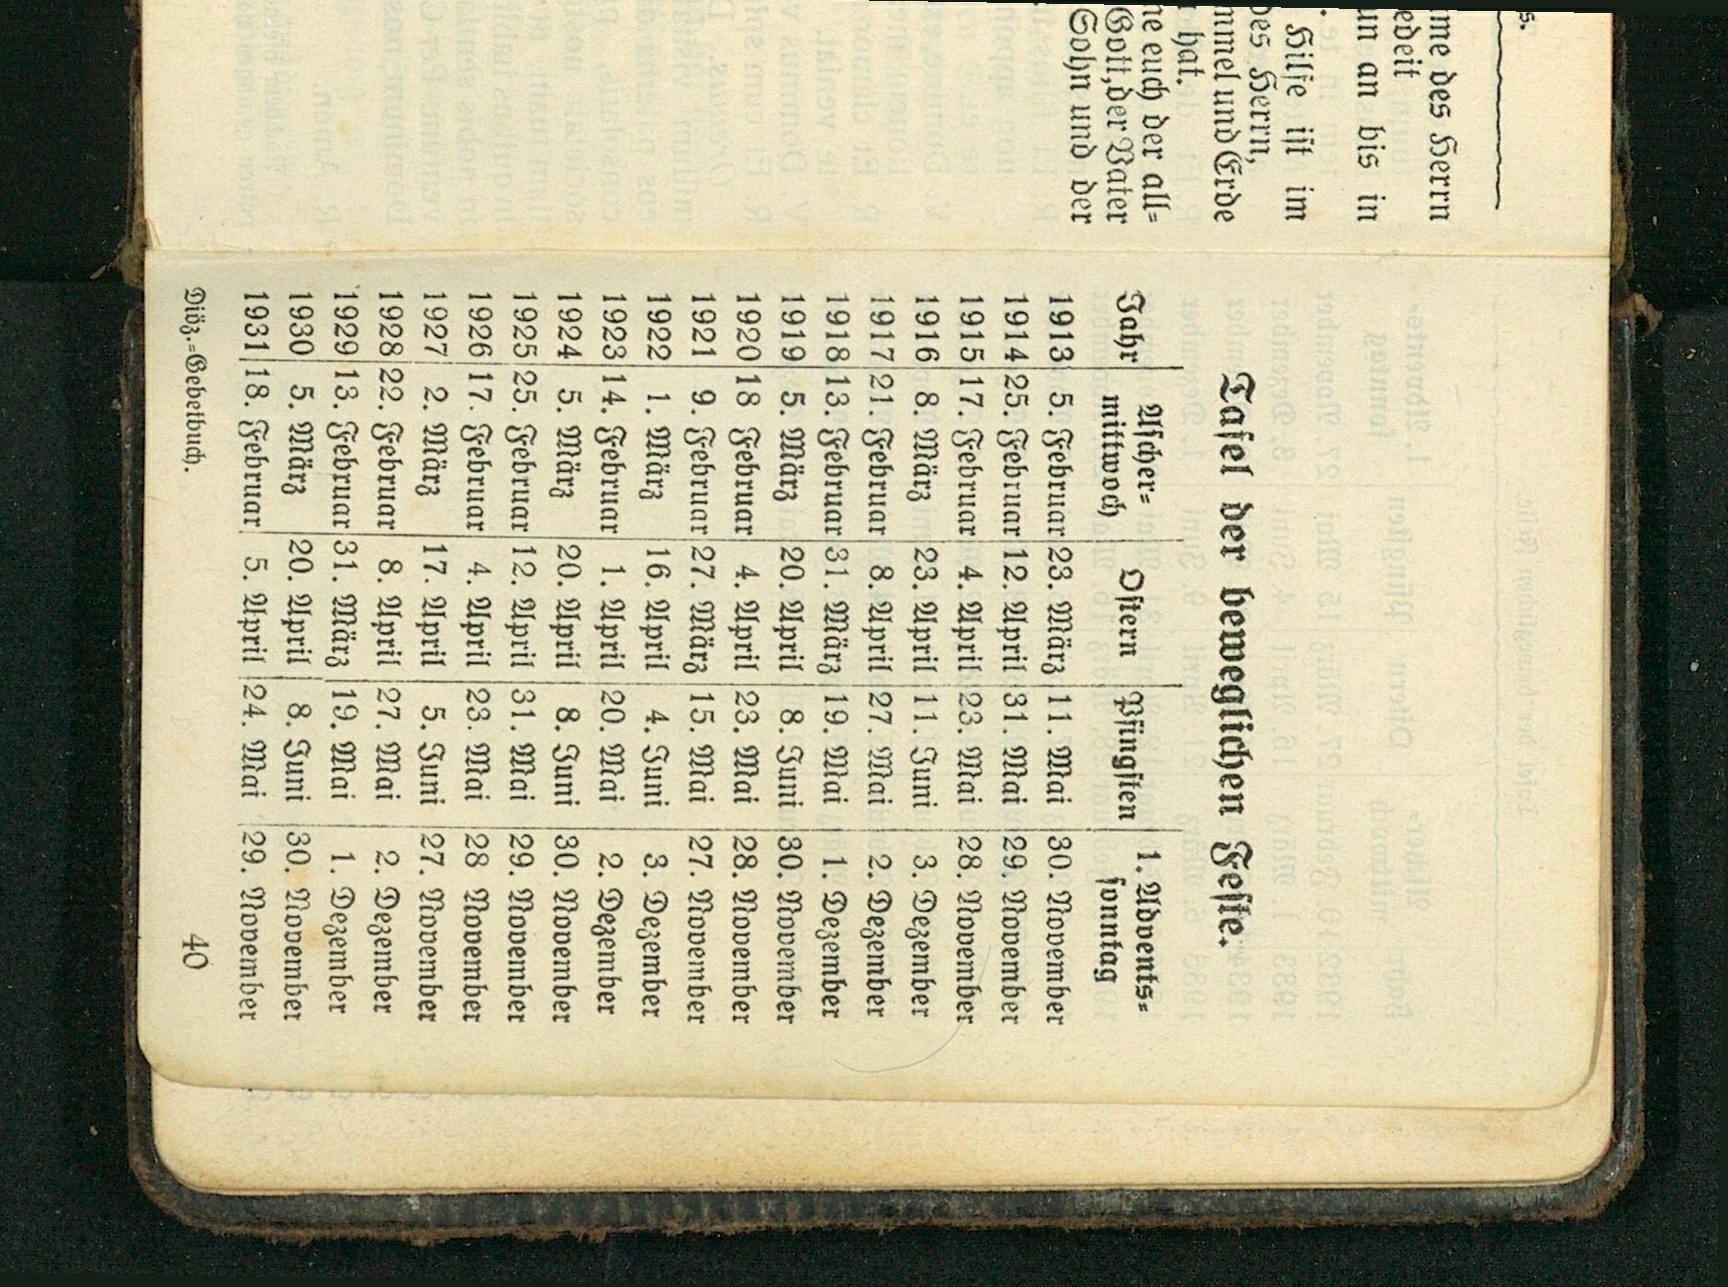 s.
me des Herrn
edeit
un an bis in
. Hilfe ist im
des Herrn,
mmel und Erde
hat.
ne euch der all=
Gott, der Vater
Sohn und der
Tafel der beweglichen Feste.
Jahr Ascher= mittwoch Ostern Pfingsten 1. Advents= sonntag
1913 5. Februar 23. März 11. Mai 30. November
1914 25. Februar 12. April 31. Mai 29. November
1915 17. Februar 4. April 23. Mai 28. November
1916 8. März 23. April 11. Juni 3. Dezember
1917 21. Februar 8. April 27. Mai 2. Dezember
1918 13. Februar 31. März 19. Mai 1. Dezember
1919 5. März 20. April 8. Juni 30. November
1920 18 Februar 4. April 23. Mai 28. November
1921 9. Februar 27. März 15. Mai 27. November
1922 1. März 16. April 4. Juni 3. Dezember
1923 14. Februar 1. April 20. Mai 2. Dezember
1924 5. März 20. April 8. Juni 30. November
1925 25. Februar 12. April 31. Mai 29. November
1926 17. Februar 4. April 23. Mai 28 November
1927 2. März 17. April 5. Juni 27. November
1928 22. Februar 8. April 27. Mai 2. Dezember
1929 13. Februar 31. März 19. Mai 1. Dezember
1930 5. März 20. April 8. Juni 30. November
1931 18. Februar 5. April 24. Mai 29. November
Diöz.=Gebetbuch. 40